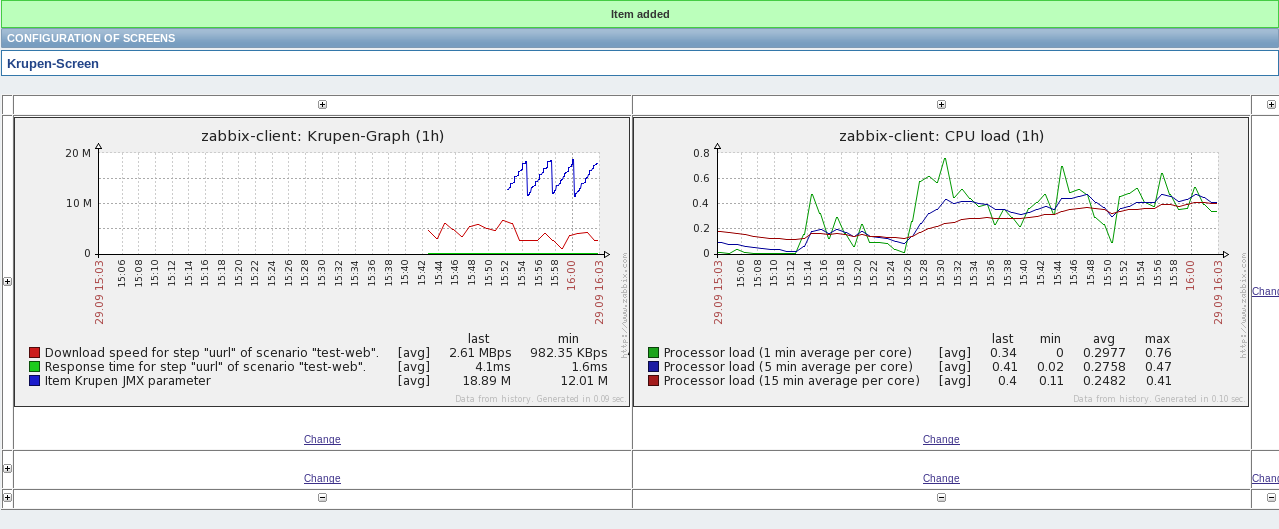 Item added
CONFIGURATION OF SCREENS
Krupen-Screen
zabbix-client: Krupen-Graph (1h)
20 M
10 M
0
29.09 15:03
15:06
15:08
15:10
15:12
15:14
15:16
15:18
15:20
15:22
15:24
15:26
15:28
15:30
15:32
15:34
15:36
15:38
15:40
15:42
15:44
15:46
15:48
15:50
15:52
15:54
15:56
15:58
16:00
29.09 16:03
http://www.zabbix.com
last min
Download speed for step "uurl" of scenario "test-web". [avg] 2.61 MBps 982.35 KBps
Response time for step "uurl" of scenario "test-web". [avg] 4.1ms 1.6ms
Item Krupen JMX parameter [avg] 18.89 M 12.01 M
Data from history. Generated in 0.09 sec.
Change
zabbix-client: CPU load (1h)
0.8
0.6
0.4
0.2
0
29.09 15:03
15:06
15:08
15:10
15:12
15:14
15:16
15:18
15:20
15:22
15:24
15:26
15:28
15:30
15:32
15:34
15:36
15:38
15:40
15:42
15:44
15:46
15:48
15:50
15:52
15:54
15:56
15:58
16:00
29.09 16:03
http://www.zabbix.com
last min avg max
Processor load (1 min average per core) [avg] 0.34 0 0.2977 0.76
Processor load (5 min average per core) [avg] 0.41 0.02 0.2758 0.47
Processor load (15 min average per core) [avg] 0.4 0.11 0.2482 0.41
Data from history. Generated in 0.10 sec.
Change
Chang
Change
Change
Chang